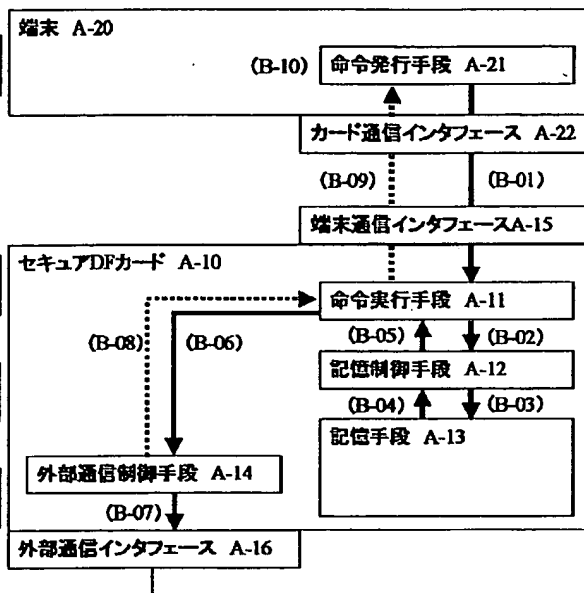 端末 A-20
(B-10) 命令発行手段 A-21
カード通信インタフェース A-22
(B-09) (B-01)
端末通信インタフェースA-15
セキュアDFカード A-10
命令実行手段 A-11
(B-08) (B-06) (B-05) (B-02)
記憶制御手段 A-12
(B-04) (B-03)
記憶手段 A-13
外部通信制御手段 A-14
(B-07)
外部通信インタフェース A-16